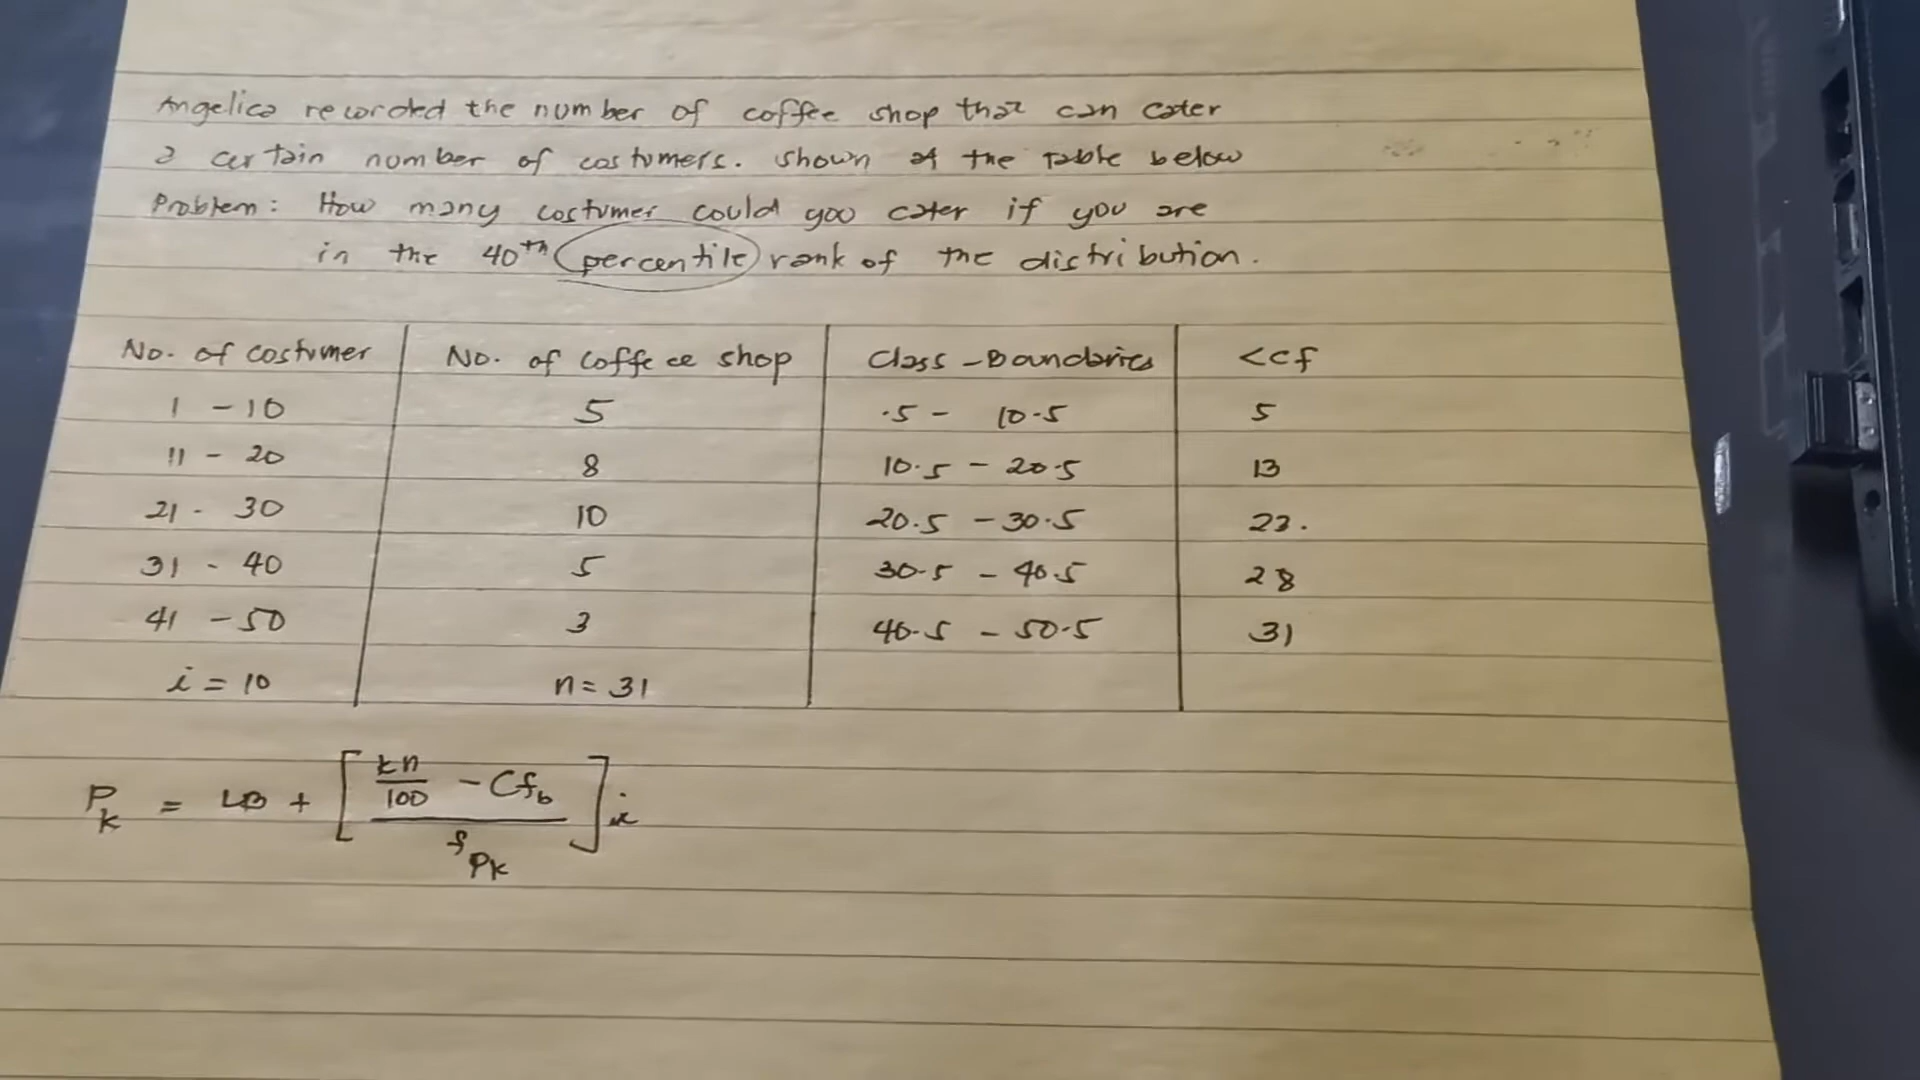 Angelica recorded the number of coffee shop that can cater
a certain number of costumers. shown at the table below
Problem: How many costumer could you cater if you are
in the 40th percentile rank of the distribution.
No. of costumer No. of coffee shop Class-Boundaries <cf
1 - 10 5 .5 - 10.5 5
11 - 20 8 10.5 - 20.5 13
21 - 30 10 20.5 - 30.5 23.
31 - 40 5 30.5 - 40.5 28
41 - 50 3 40.5 - 50.5 31
i = 10 n = 31
Pk = LB + [ (kn/100 - Cfb) / fPk ] i